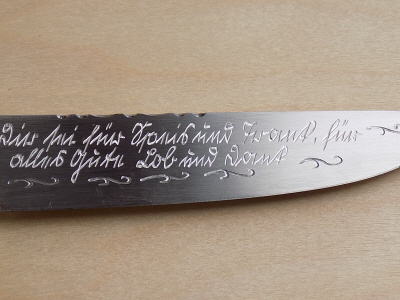 Dir sei für Speis und Trank, für
alles Gute Lob und Dank